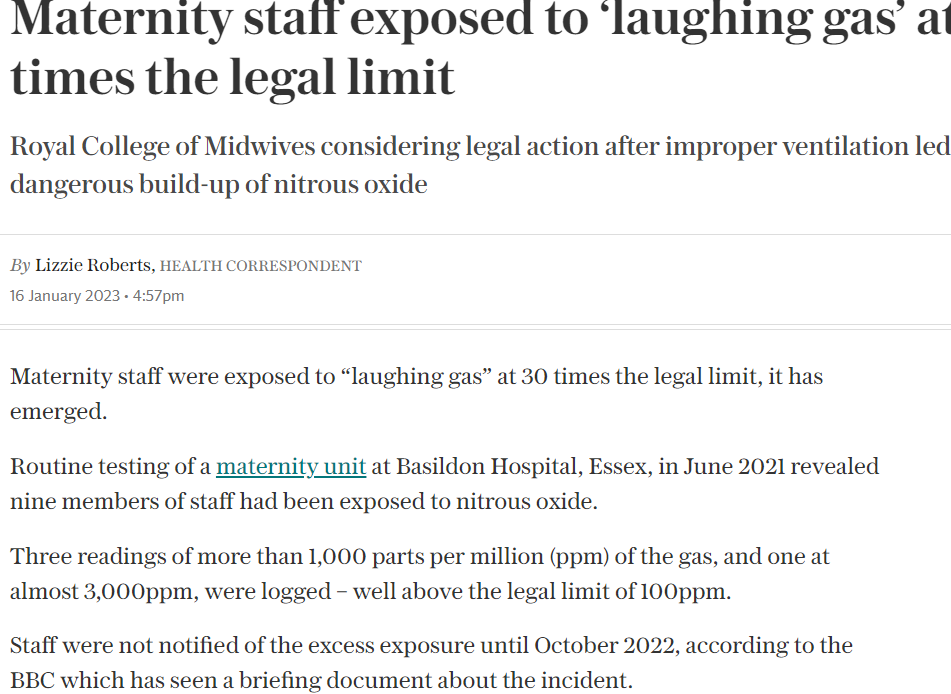 Maternity staff exposed to ‘laughing gas’ at
times the legal limit
Royal College of Midwives considering legal action after improper ventilation led
dangerous build-up of nitrous oxide
By Lizzie Roberts, HEALTH CORRESPONDENT
16 January 2023 • 4:57pm
Maternity staff were exposed to “laughing gas” at 30 times the legal limit, it has
emerged.
Routine testing of a maternity unit at Basildon Hospital, Essex, in June 2021 revealed
nine members of staff had been exposed to nitrous oxide.
Three readings of more than 1,000 parts per million (ppm) of the gas, and one at
almost 3,000ppm, were logged – well above the legal limit of 100ppm.
Staff were not notified of the excess exposure until October 2022, according to the
BBC which has seen a briefing document about the incident.